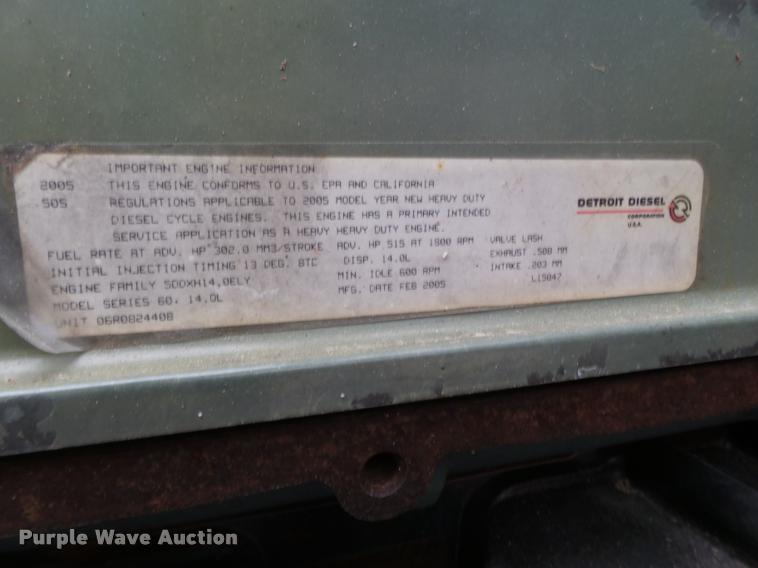 IMPORTANT ENGINE INFORMATION
2005 THIS ENGINE CONFORMS TO U.S. EPA AND CALIFORNIA
50S REGULATIONS APPLICABLE TO 2005 MODEL YEAR NEW HEAVY DUTY
DIESEL CYCLE ENGINES. THIS ENGINE HAS A PRIMARY INTENDED
SERVICE APPLICATION AS A HEAVY HEAVY DUTY ENGINE.
FUEL RATE AT ADV. HP 302.0 MM3/STROKE ADV. HP 515 AT 1800 RPM VALVE LASH
INITIAL INJECTION TIMING 13 DEG. BTC DISP. 14.0L EXHAUST .508 MM
ENGINE FAMILY 5DDXH14.0ELY MIN. IDLE 600 RPM INTAKE .203 MM
MODEL SERIES 60, 14.0L MFG. DATE FEB 2005 L15047
UNIT 06R0824408
DETROIT DIESEL
CORPORATION
U.S.A.
Purple Wave Auction